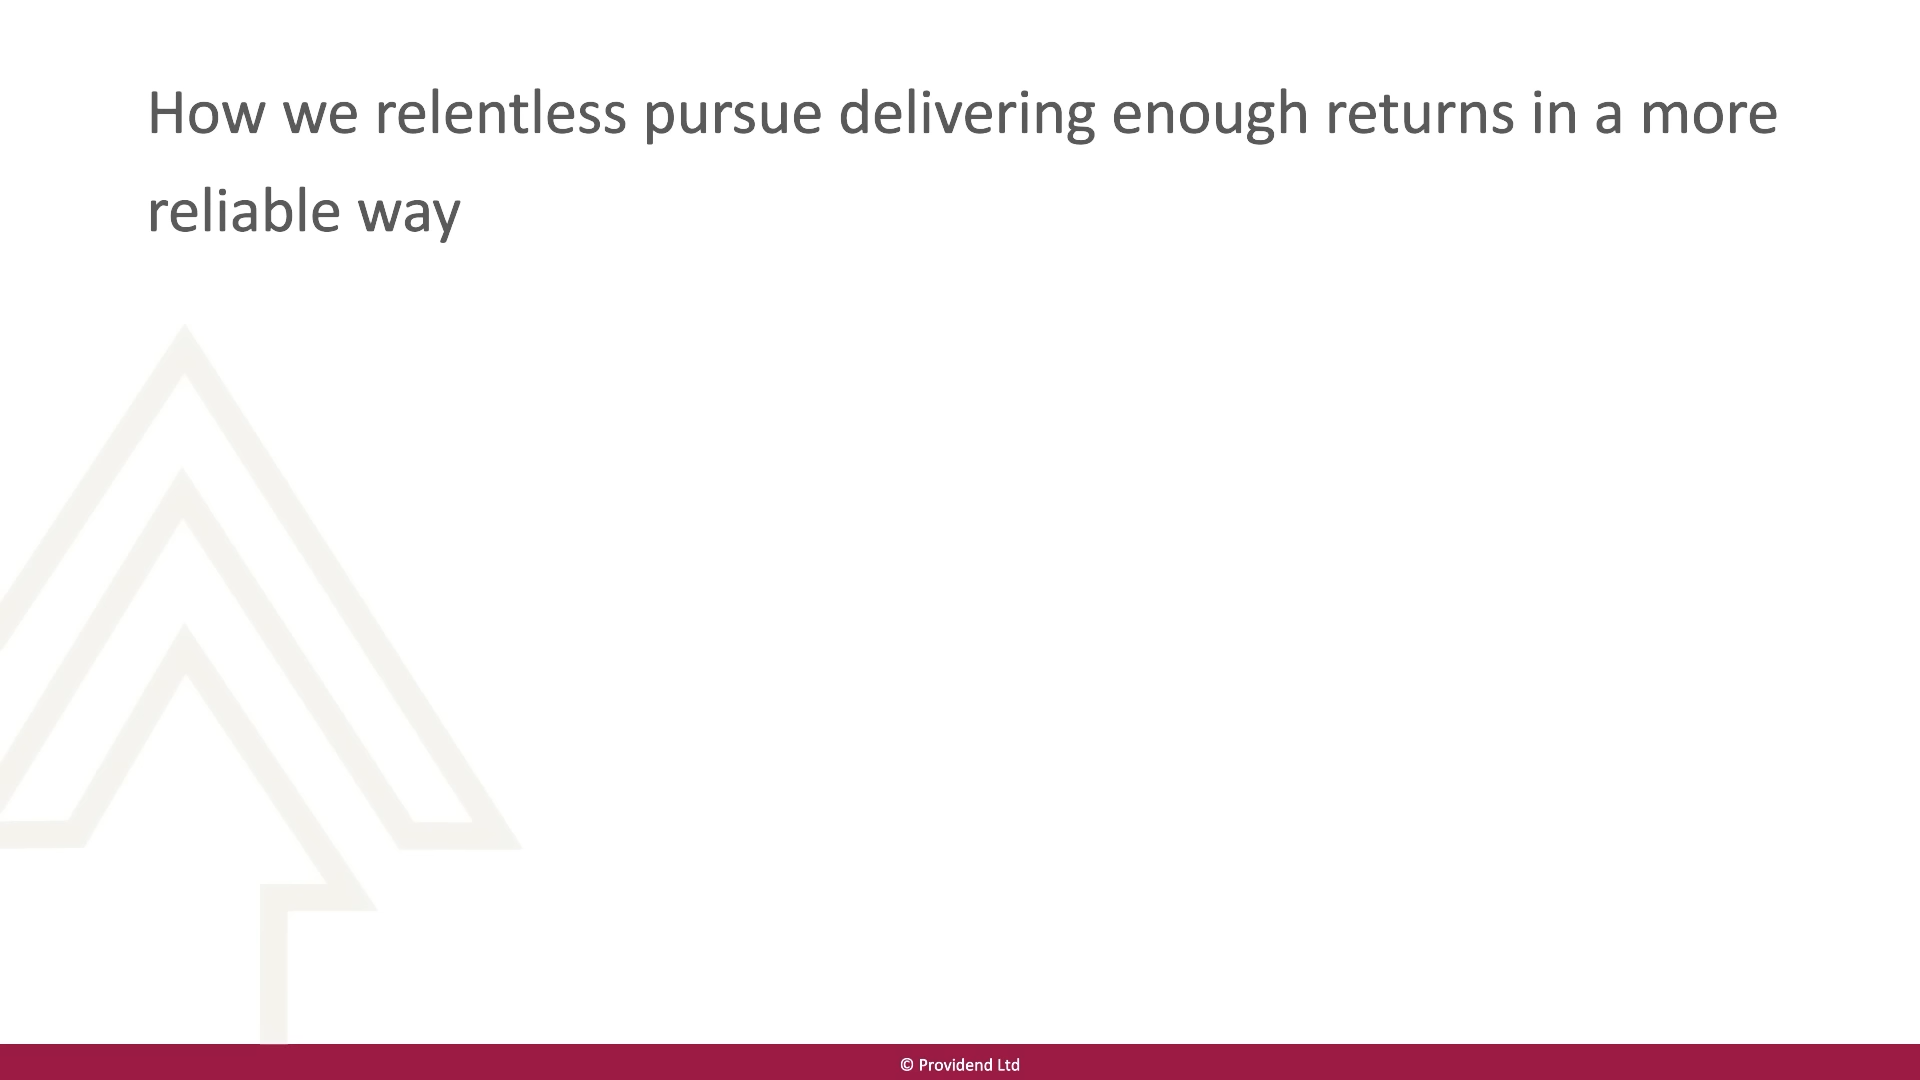 How we relentless pursue delivering enough returns in a more
reliable way
© Providend Ltd